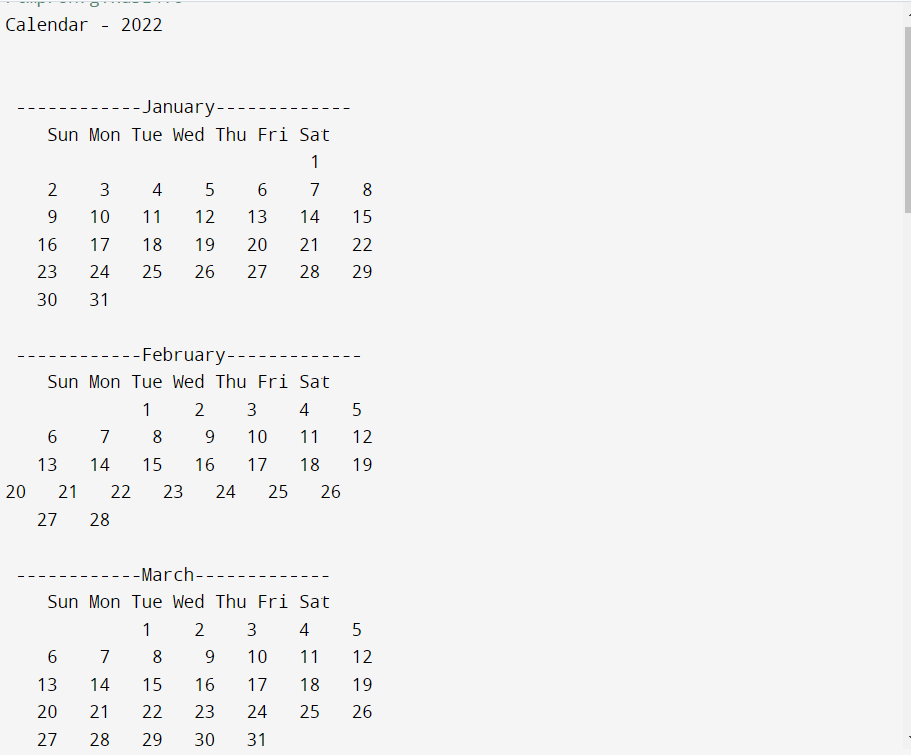 Calendar - 2022
------------January-------------
Sun Mon Tue Wed Thu Fri Sat
1
2 3 4 5 6 7 8
9 10 11 12 13 14 15
16 17 18 19 20 21 22
23 24 25 26 27 28 29
30 31
------------February-------------
Sun Mon Tue Wed Thu Fri Sat
1 2 3 4 5
6 7 8 9 10 11 12
13 14 15 16 17 18 19
20 21 22 23 24 25 26
27 28
------------March-------------
Sun Mon Tue Wed Thu Fri Sat
1 2 3 4 5
6 7 8 9 10 11 12
13 14 15 16 17 18 19
20 21 22 23 24 25 26
27 28 29 30 31